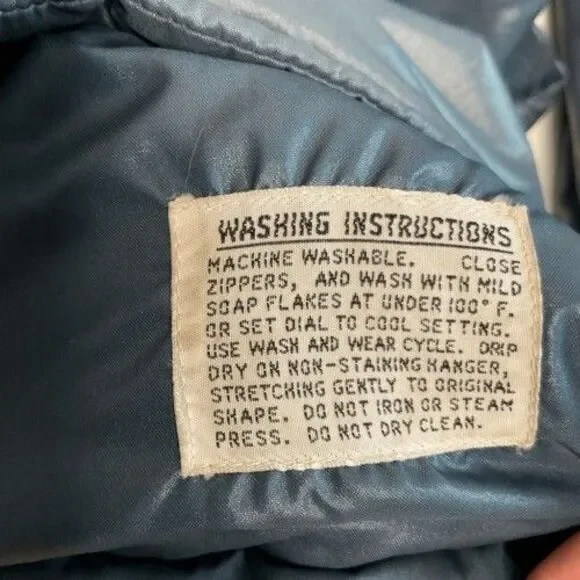 WASHING INSTRUCTIONS
MACHINE WASHABLE. CLOSE
ZIPPERS, AND WASH WITH MILD
SOAP FLAKES AT UNDER 100° F.
OR SET DIAL TO COOL SETTING.
USE WASH AND WEAR CYCLE. DRIP
DRY ON NON-STAINING HANGER,
STRETCHING GENTLY TO ORIGINAL
SHAPE. DO NOT IRON OR STEAM
PRESS. DO NOT DRY CLEAN.